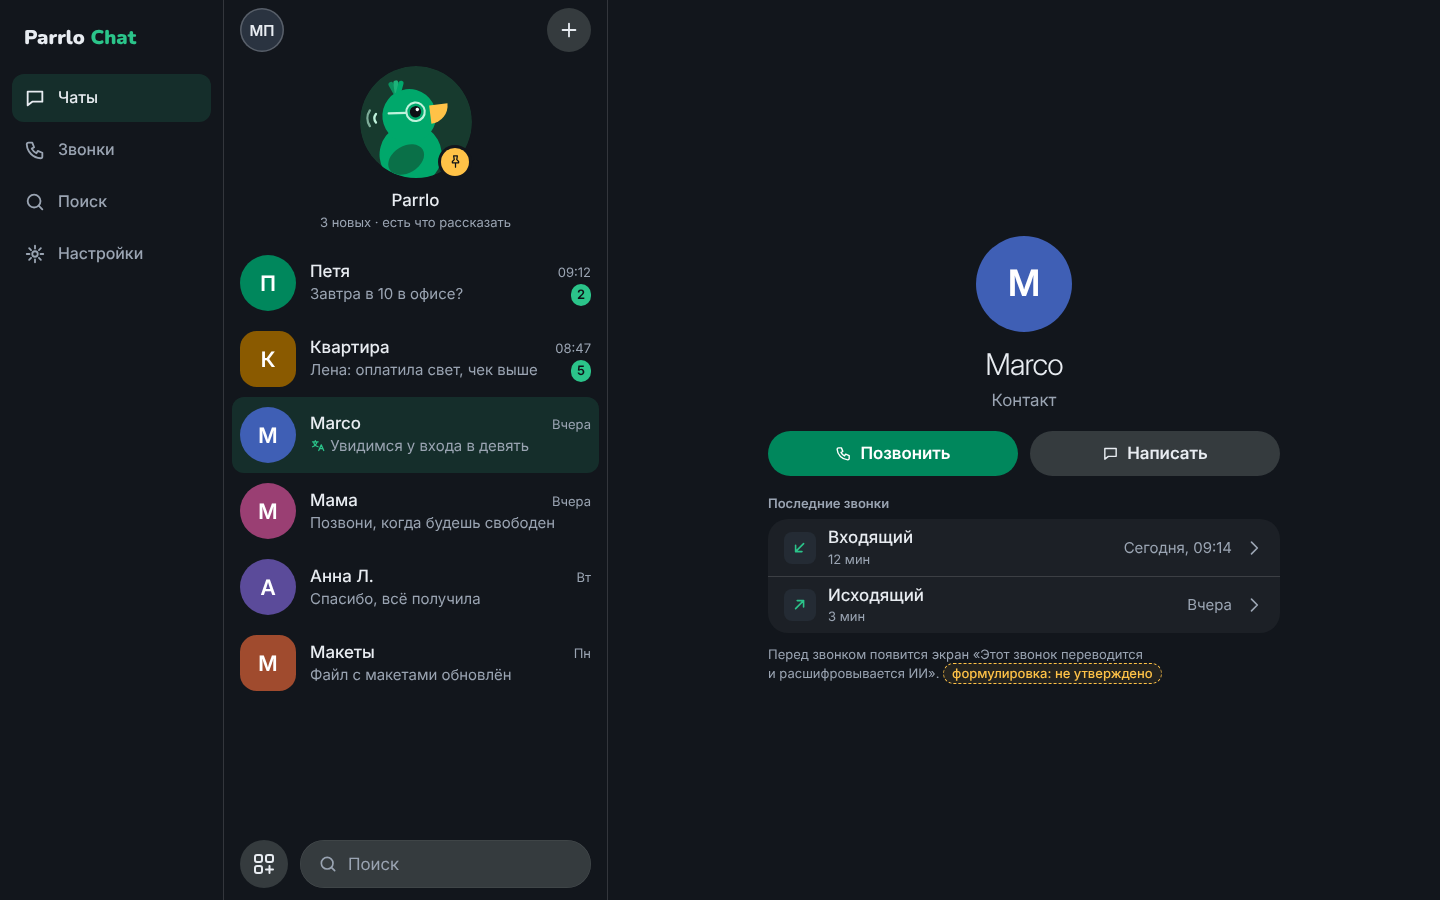 Parrlo Chat
Чаты
Звонки
Поиск
Настройки
МП
Parrlo
3 новых · есть что рассказать
П
Петя
09:12
Завтра в 10 в офисе?
2
К
Квартира
08:47
Лена: оплатила свет, чек выше
5
M
Marco
Вчера
Увидимся у входа в девять
М
Мама
Вчера
Позвони, когда будешь свободен
А
Анна Л.
Вт
Спасибо, всё получила
М
Макеты
Пн
Файл с макетами обновлён
Поиск
M
Marco
Контакт
Позвонить
Написать
Последние звонки
Входящий
Сегодня, 09:14
12 мин
Исходящий
Вчера
3 мин
Перед звонком появится экран «Этот звонок переводится
и расшифровывается ИИ». формулировка: не утверждено